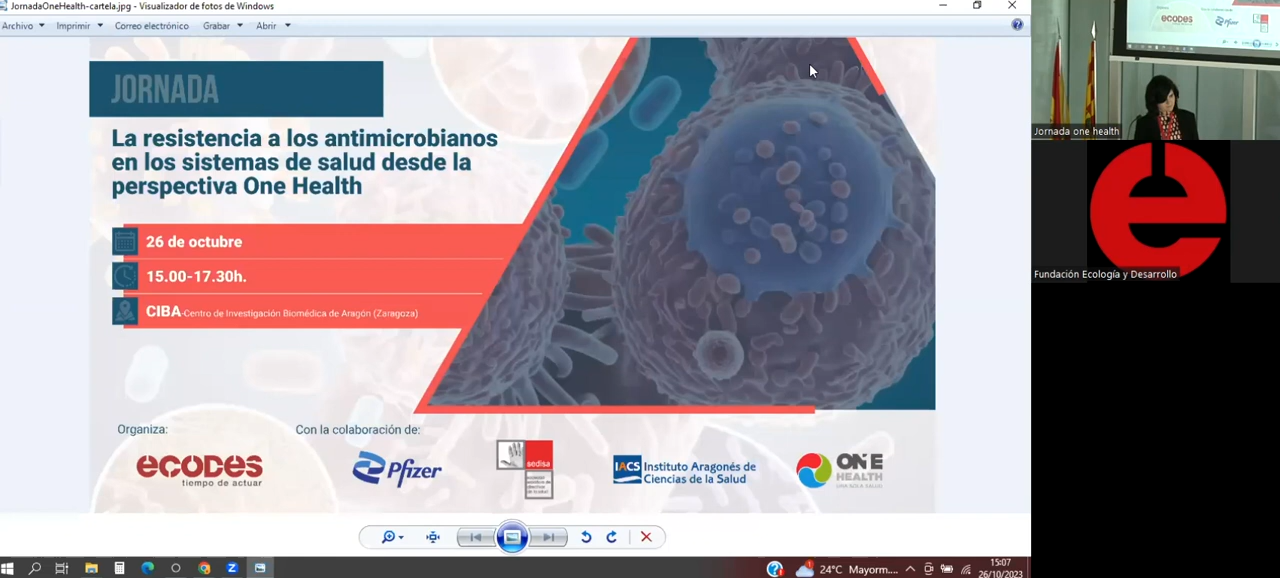 JornadaOneHealth-cartela.jpg - Visualizador de fotos de Windows
Archivo Imprimir Correo electrónico Grabar Abrir
JORNADA
La resistencia a los antimicrobianos
en los sistemas de salud desde la
perspectiva One Health
26 de octubre
15.00-17.30h.
CIBA-Centro de Investigación Biomédica de Aragón (Zaragoza)
Organiza:
Con la colaboración de:
ecodes
tiempo de actuar
Pfizer
sedisa
IACS Instituto Aragonés de
Ciencias de la Salud
ONE
HEALTH
24°C Mayorm....
15:07
26/10/2023
ecodes
Pfizer
Jornada one health
e
Fundación Ecología y Desarrollo